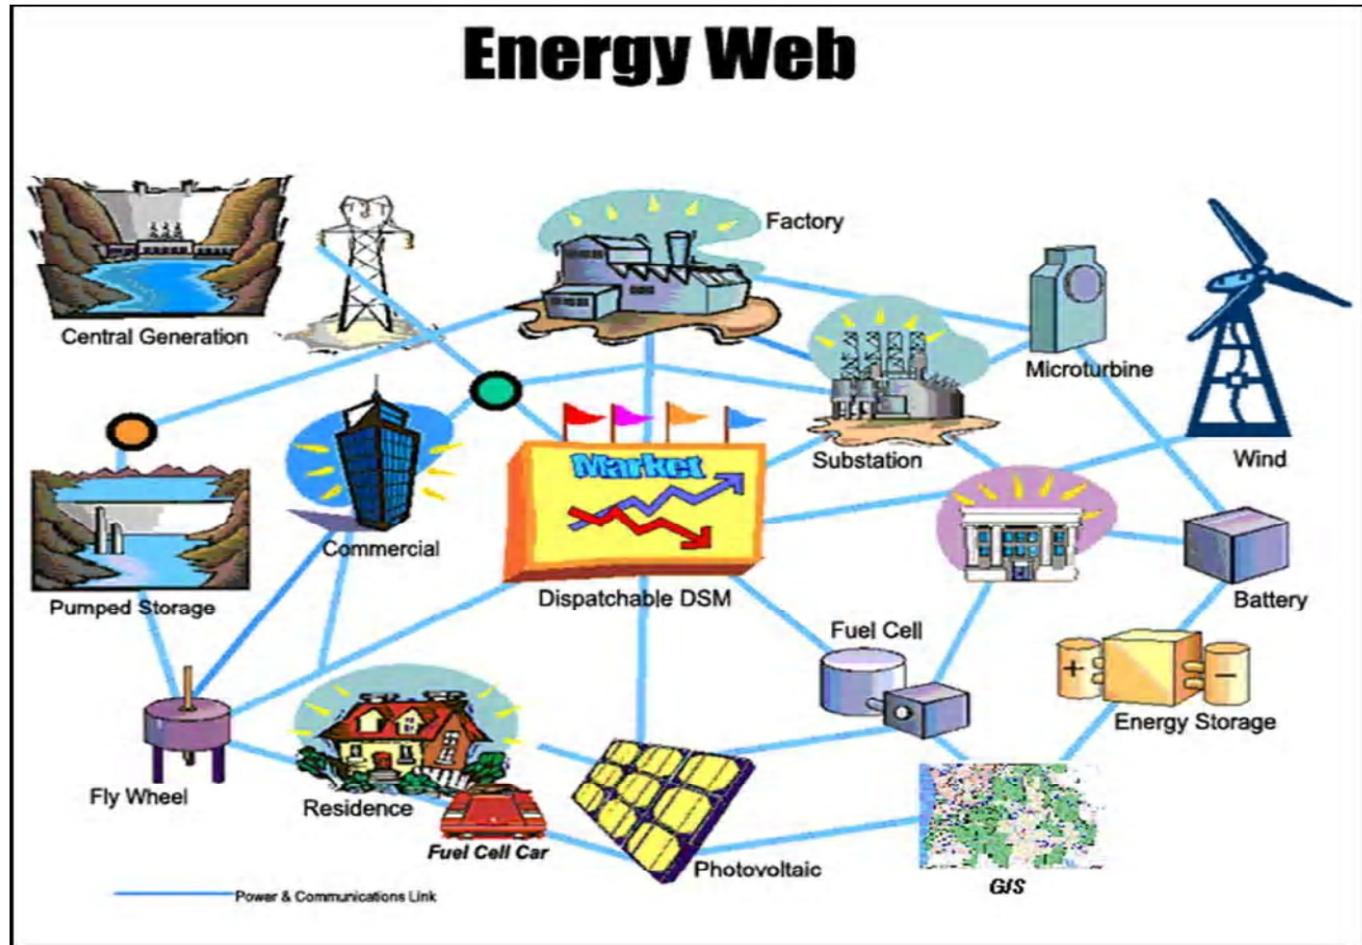 Energy Web
Factory
Central Generation
Microturbine
Substation
Wind
Market
Commercial
Dispatchable DSM
Pumped Storage
Battery
Fuel Cell
+
−
Energy Storage
Fly Wheel
Residence
Fuel Cell Car
Photovoltaic
GIS
Power & Communications Link